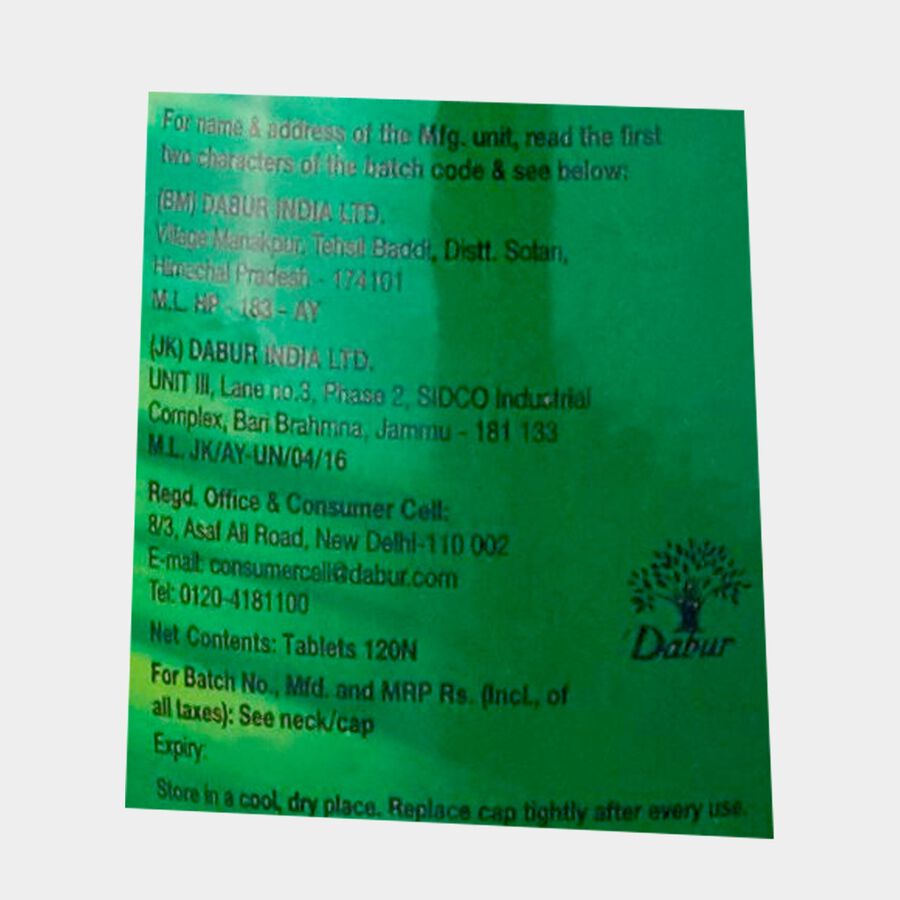 For name & address of the Mfg. unit, read the first
two characters of the batch code & see below:
(BM) DABUR INDIA LTD.
Village Manakpur, Tehsil Baddi, Distt. Solan,
Himachal Pradesh - 174101
M.L. HP - 183 - AY
(JK) DABUR INDIA LTD.
UNIT III, Lane no.3, Phase 2, SIDCO Industrial
Complex, Bari Brahmna, Jammu - 181 133
M.L. JK/AY-UN/04/16
Regd. Office & Consumer Cell:
8/3, Asaf Ali Road, New Delhi-110 002
E-mail: consumercell@dabur.com
Tel: 0120-4181100
Net Contents: Tablets 120N
For Batch No., Mfd. and MRP Rs. (Incl., of
all taxes): See neck/cap
Expiry:
Store in a cool, dry place. Replace cap tightly after every use.
Dabur